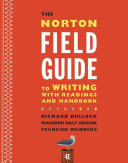 THE
NORTON
FIELD
GUIDE
TO WRITING
WITH READINGS AND HANDBOOK
RICHARD BULLOCK
MAUREEN DALY GOGGIN
FRANCINE WEINBERG
4E